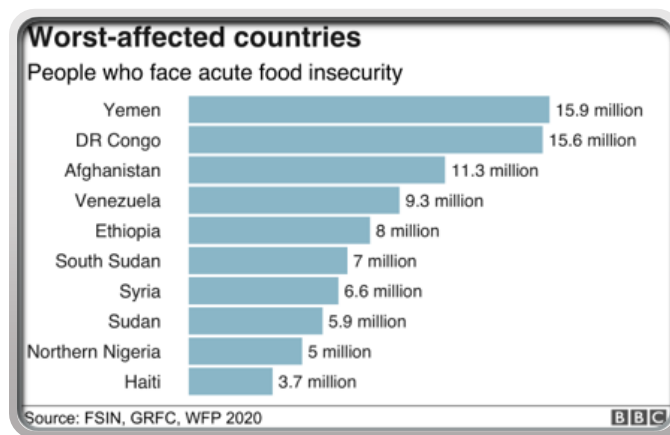 Worst-affected countries
People who face acute food insecurity
Yemen 15.9 million
DR Congo 15.6 million
Afghanistan 11.3 million
Venezuela 9.3 million
Ethiopia 8 million
South Sudan 7 million
Syria 6.6 million
Sudan 5.9 million
Northern Nigeria 5 million
Haiti 3.7 million
Source: FSIN, GRFC, WFP 2020 BBC